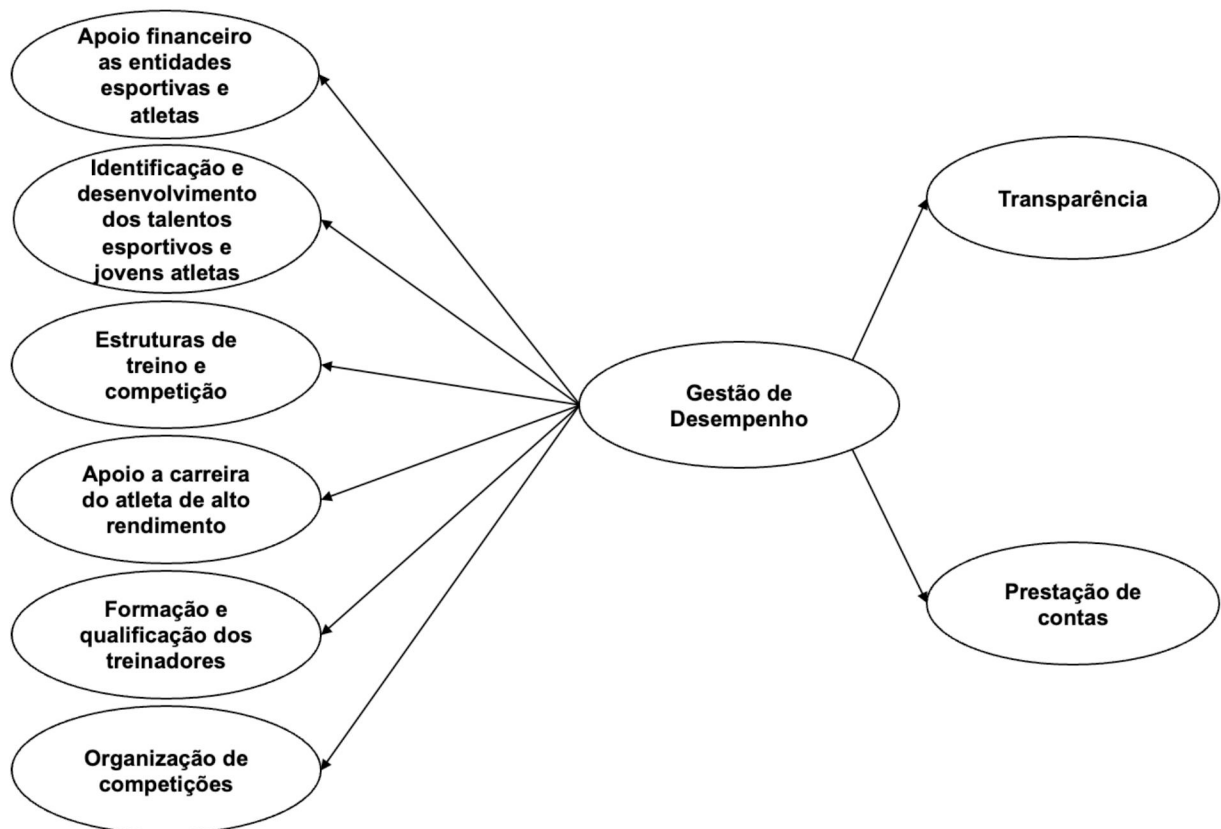 Apoio financeiro
as entidades
esportivas e
atletas
Identificação e
desenvolvimento
dos talentos
esportivos e
jovens atletas
Estruturas de
treino e
competição
Apoio a carreira
do atleta de alto
rendimento
Formação e
qualificação dos
treinadores
Organização de
competições
Gestão de
Desempenho
Transparência
Prestação de
contas